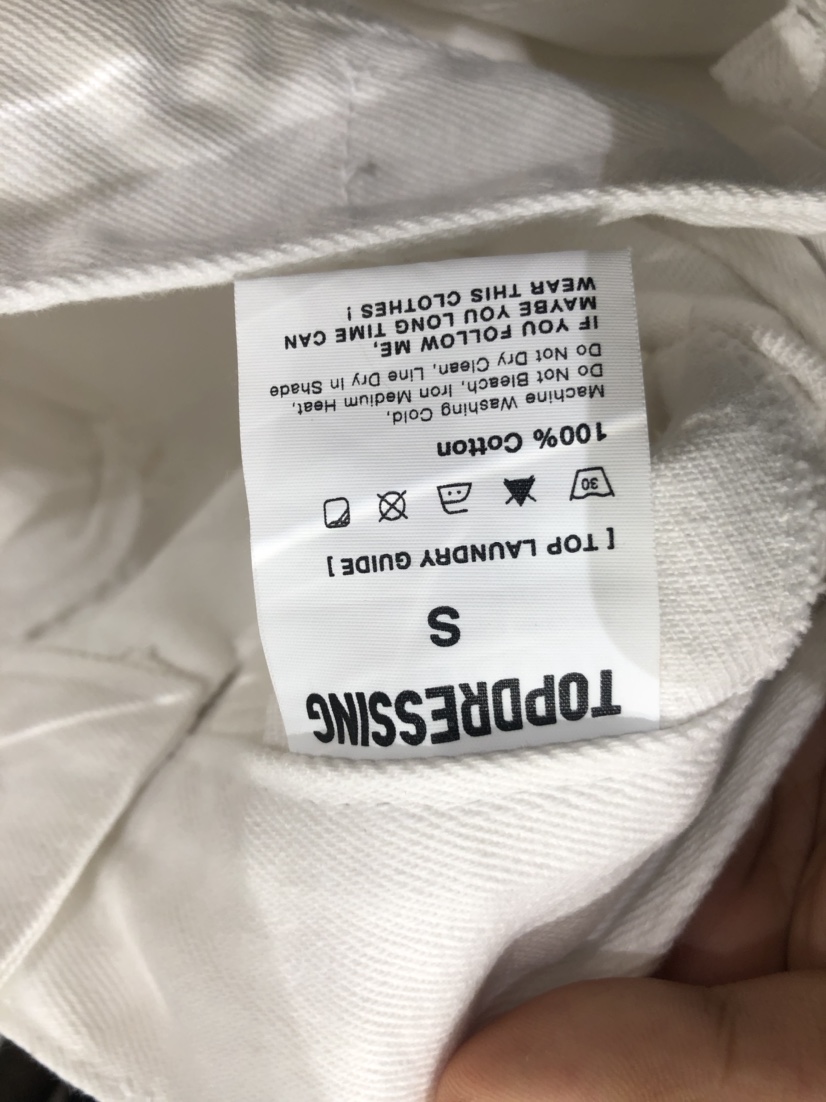 TOPDRESSING
S
[ TOP LAUNDRY GUIDE ]
30
100% Cotton
Machine Washing Cold,
Do Not Bleach, Iron Medium Heat,
Do Not Dry Clean, Line Dry In Shade
IF YOU FOLLOW ME,
MAYBE YOU LONG TIME CAN
WEAR THIS CLOTHES !